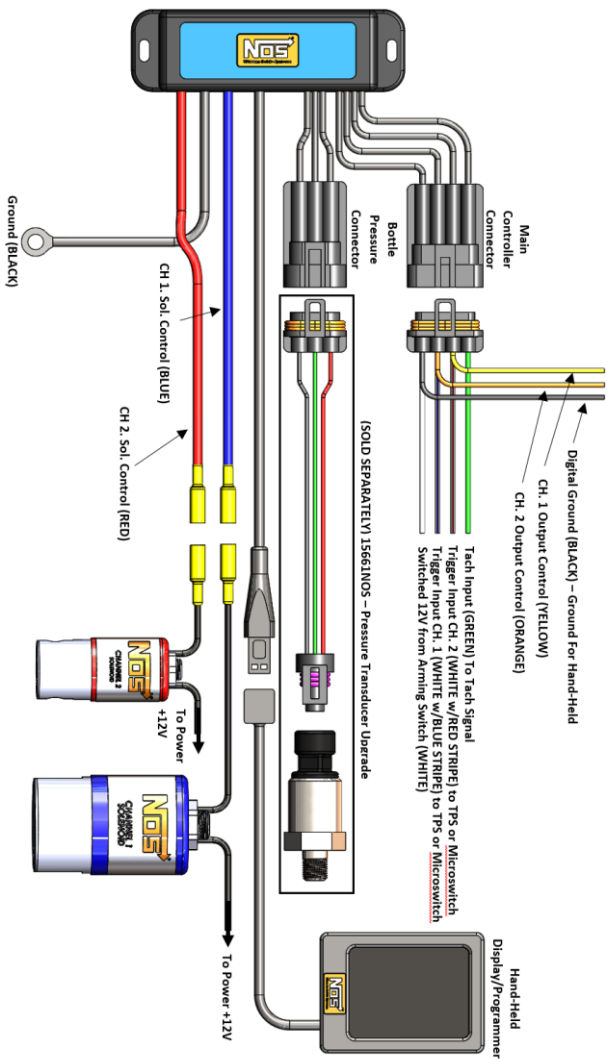 Digital Ground (BLACK) – Ground For Hand-Held
CH. 1 Output Control (YELLOW)
CH. 2 Output Control (ORANGE)
Main
Controller
Connector
Tach Input (GREEN) To Tach Signal
Trigger Input CH. 2 (WHITE w/RED STRIPE) to TPS or Microswitch
Trigger Input CH. 1 (WHITE w/BLUE STRIPE) to TPS or Microswitch
Switched 12V from Arming Switch (WHITE)
Hand-Held
Display/Programmer
NOS
Bottle
Pressure
Connector
(SOLD SEPARATELY) 15661NOS – Pressure Transducer Upgrade
NOS
CH 1. Sol. Control (BLUE)
CH 2. Sol. Control (RED)
Ground (BLACK)
NOS
CHANNEL 2
SOLENOID
To Power
+12V
NOS
CHANNEL 1
SOLENOID
To Power +12V